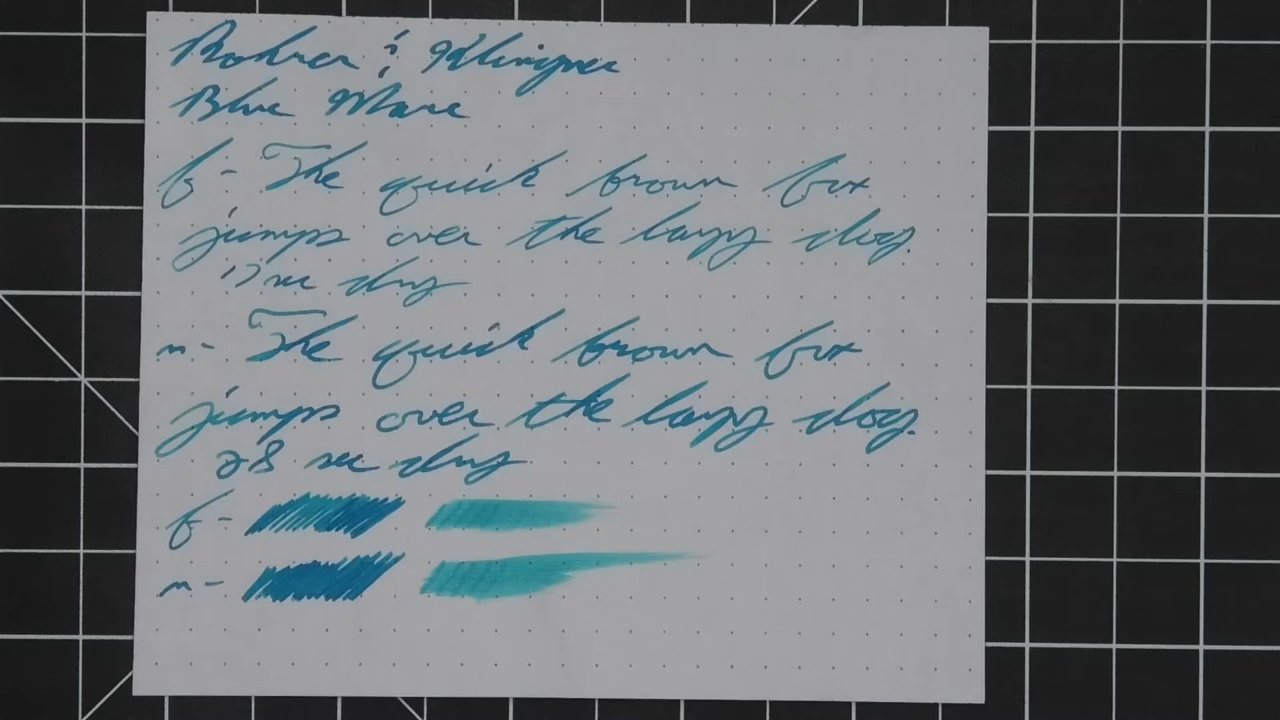 Rohrer & Klingner
Blue Mare
f- The quick brown fox
jumps over the lazy dog.
17 sec dry
m- The quick brown fox
jumps over the lazy dog.
28 sec dry
f-
m-